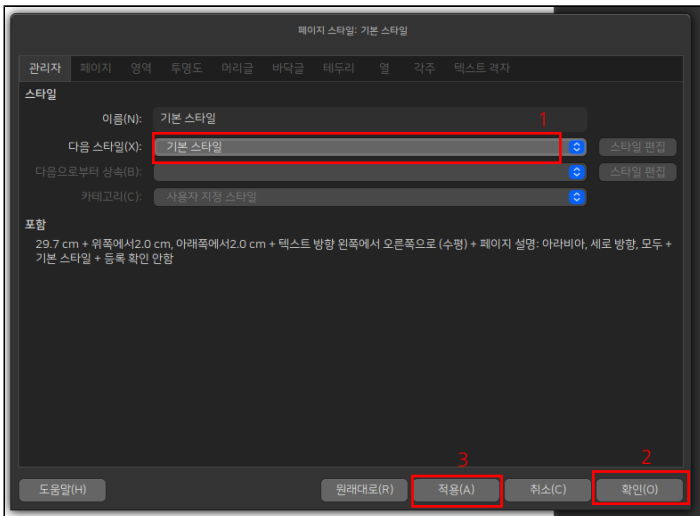 페이지 스타일: 기본 스타일
관리자 페이지 영역 투명도 머리글 바닥글 테두리 열 각주 텍스트 격자
스타일
1
이름(N): 기본 스타일
다음 스타일(X): 기본 스타일 스타일 편집
다음으로부터 상속(B): 스타일 편집
카테고리(C): 사용자 지정 스타일
포함
29.7 cm + 위쪽에서2.0 cm, 아래쪽에서2.0 cm + 텍스트 방향 왼쪽에서 오른쪽으로 (수평) + 페이지 설명: 아라비아, 세로 방향, 모두 +
기본 스타일 + 등록 확인 안함
3 2
도움말(H) 원래대로(R) 적용(A) 취소(C) 확인(O)